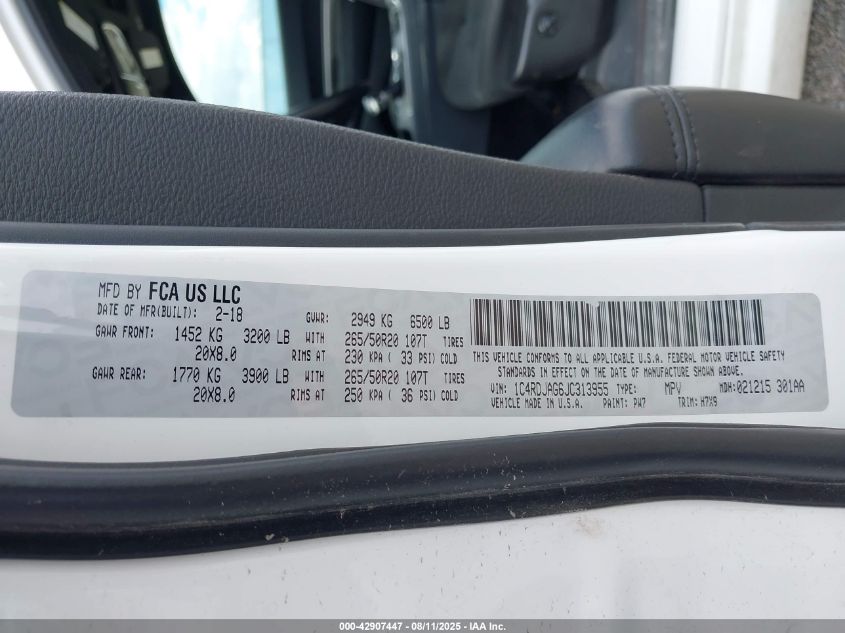 MFD BY FCA US LLC
DATE OF MFR(BUILT): 2-18 GVWR: 2949 KG 6500 LB
GAWR FRONT: 1452 KG 3200 LB WITH 265/50R20 107T TIRES
20X8.0 RIMS AT 230 KPA ( 33 PSI) COLD
GAWR REAR: 1770 KG 3900 LB WITH 265/50R20 107T TIRES
20X8.0 RIMS AT 250 KPA ( 36 PSI) COLD
THIS VEHICLE CONFORMS TO ALL APPLICABLE U.S.A. FEDERAL MOTOR VEHICLE SAFETY
STANDARDS IN EFFECT ON THE DATE OF MANUFACTURE SHOWN ABOVE.
VIN: 1C4RDJAG6JC313955 TYPE: MPV MDH: 021215 301AA
VEHICLE MADE IN U.S.A. PAINT: PW7 TRIM: H7X9
000-42907447 - 08/11/2025 - IAA Inc.